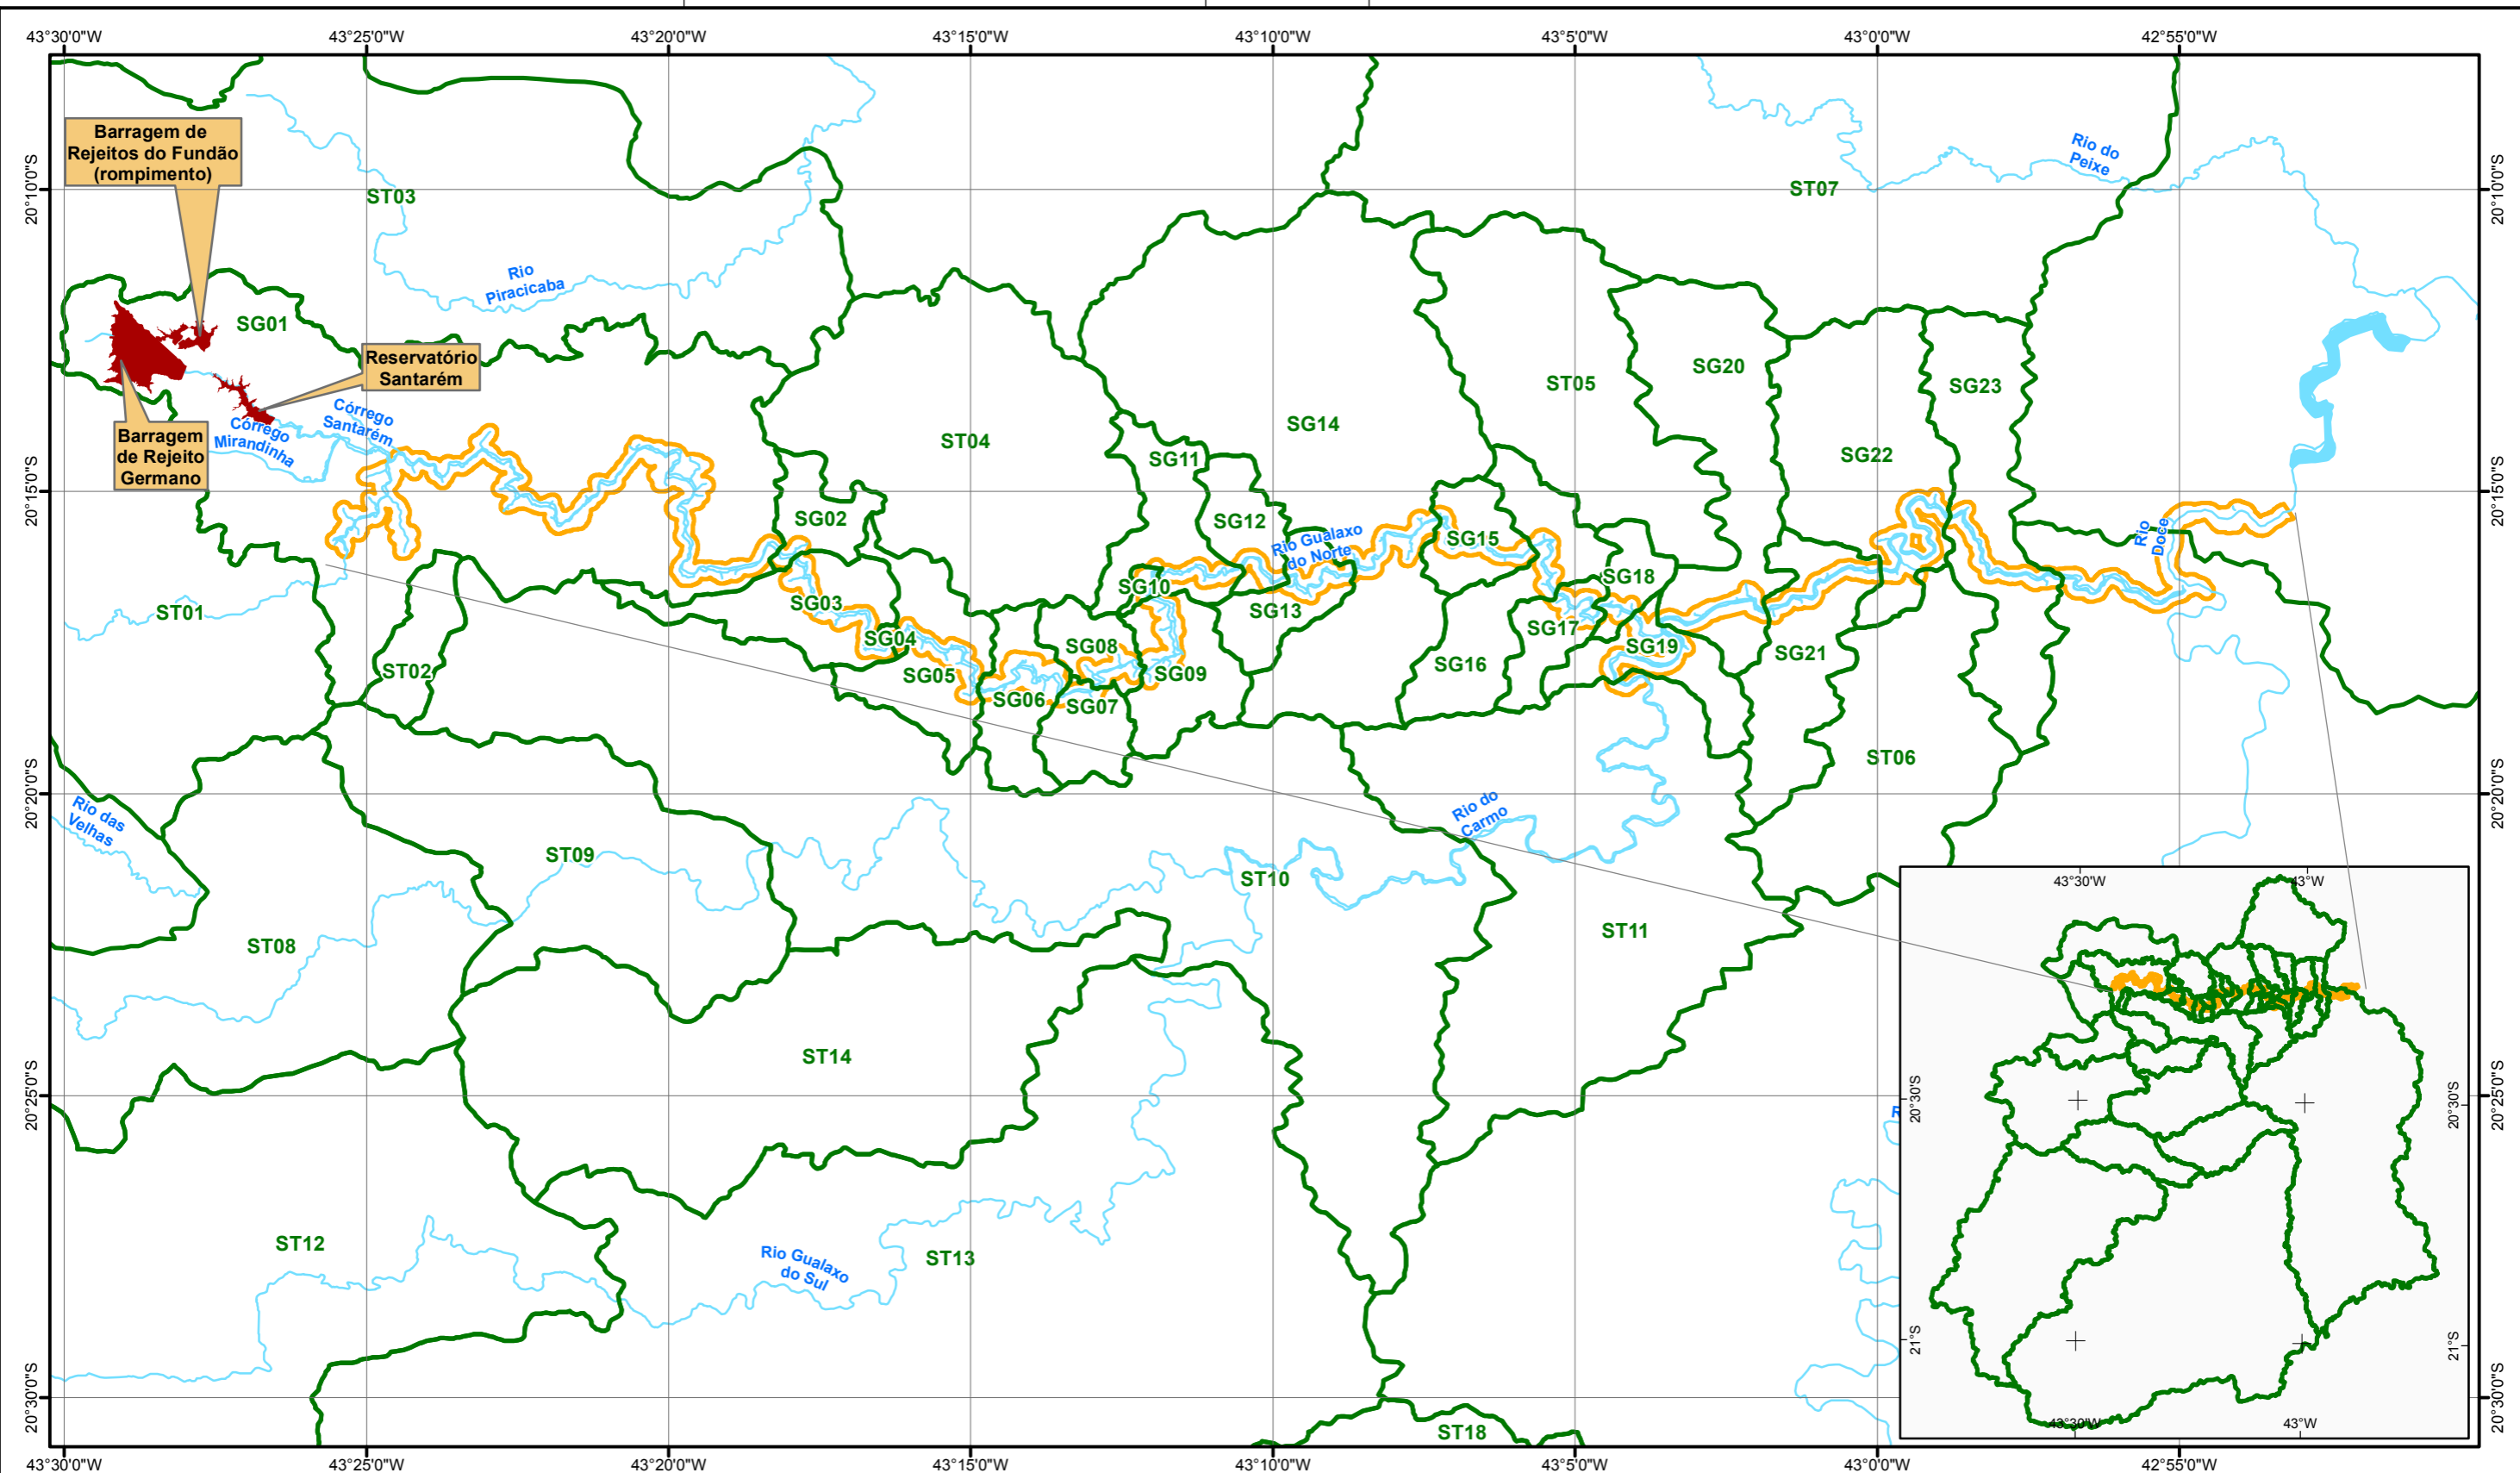 43°30'0"W 43°25'0"W 43°20'0"W 43°15'0"W 43°10'0"W 43°5'0"W 43°0'0"W 42°55'0"W
Barragem de
Rejeitos do Fundão
(rompimento)
20°10'0"S
20°10'0"S
ST03
ST07
Rio do
Peixe
Rio
Piracicaba
SG01
Reservatório
Santarém
Córrego
Santarém
Córrego
Mirandinha
Barragem
de Rejeito
Germano
ST04
SG14
ST05
SG20
SG23
SG22
SG11
20°15'0"S
20°15'0"S
SG02
SG12
Rio Gualaxo
do Norte
SG15
Rio
Doce
SG10
SG18
ST01
SG03
SG13
SG04
SG08
SG17
SG19
SG21
ST02
SG05
SG09
SG16
SG06
SG07
ST06
20°20'0"S
20°20'0"S
Rio das
Velhas
Rio do
Carmo
ST09
ST10
ST08
ST11
43°30'W 43°W
ST14
20°25'0"S
20°25'0"S
20°30'S
20°30'S
R
ST12
ST13
Rio Gualaxo
do Sul
21°S
21°S
43°30'W 43°W
20°30'0"S
20°30'0"S
ST18
43°30'0"W 43°25'0"W 43°20'0"W 43°15'0"W 43°10'0"W 43°5'0"W 43°0'0"W 42°55'0"W